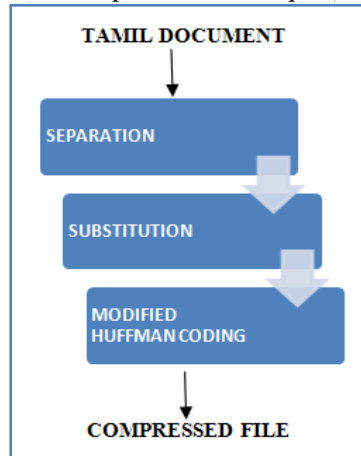 TAMIL DOCUMENT
SEPARATION
SUBSTITUTION
MODIFIED
HUFFMAN CODING
COMPRESSED FILE